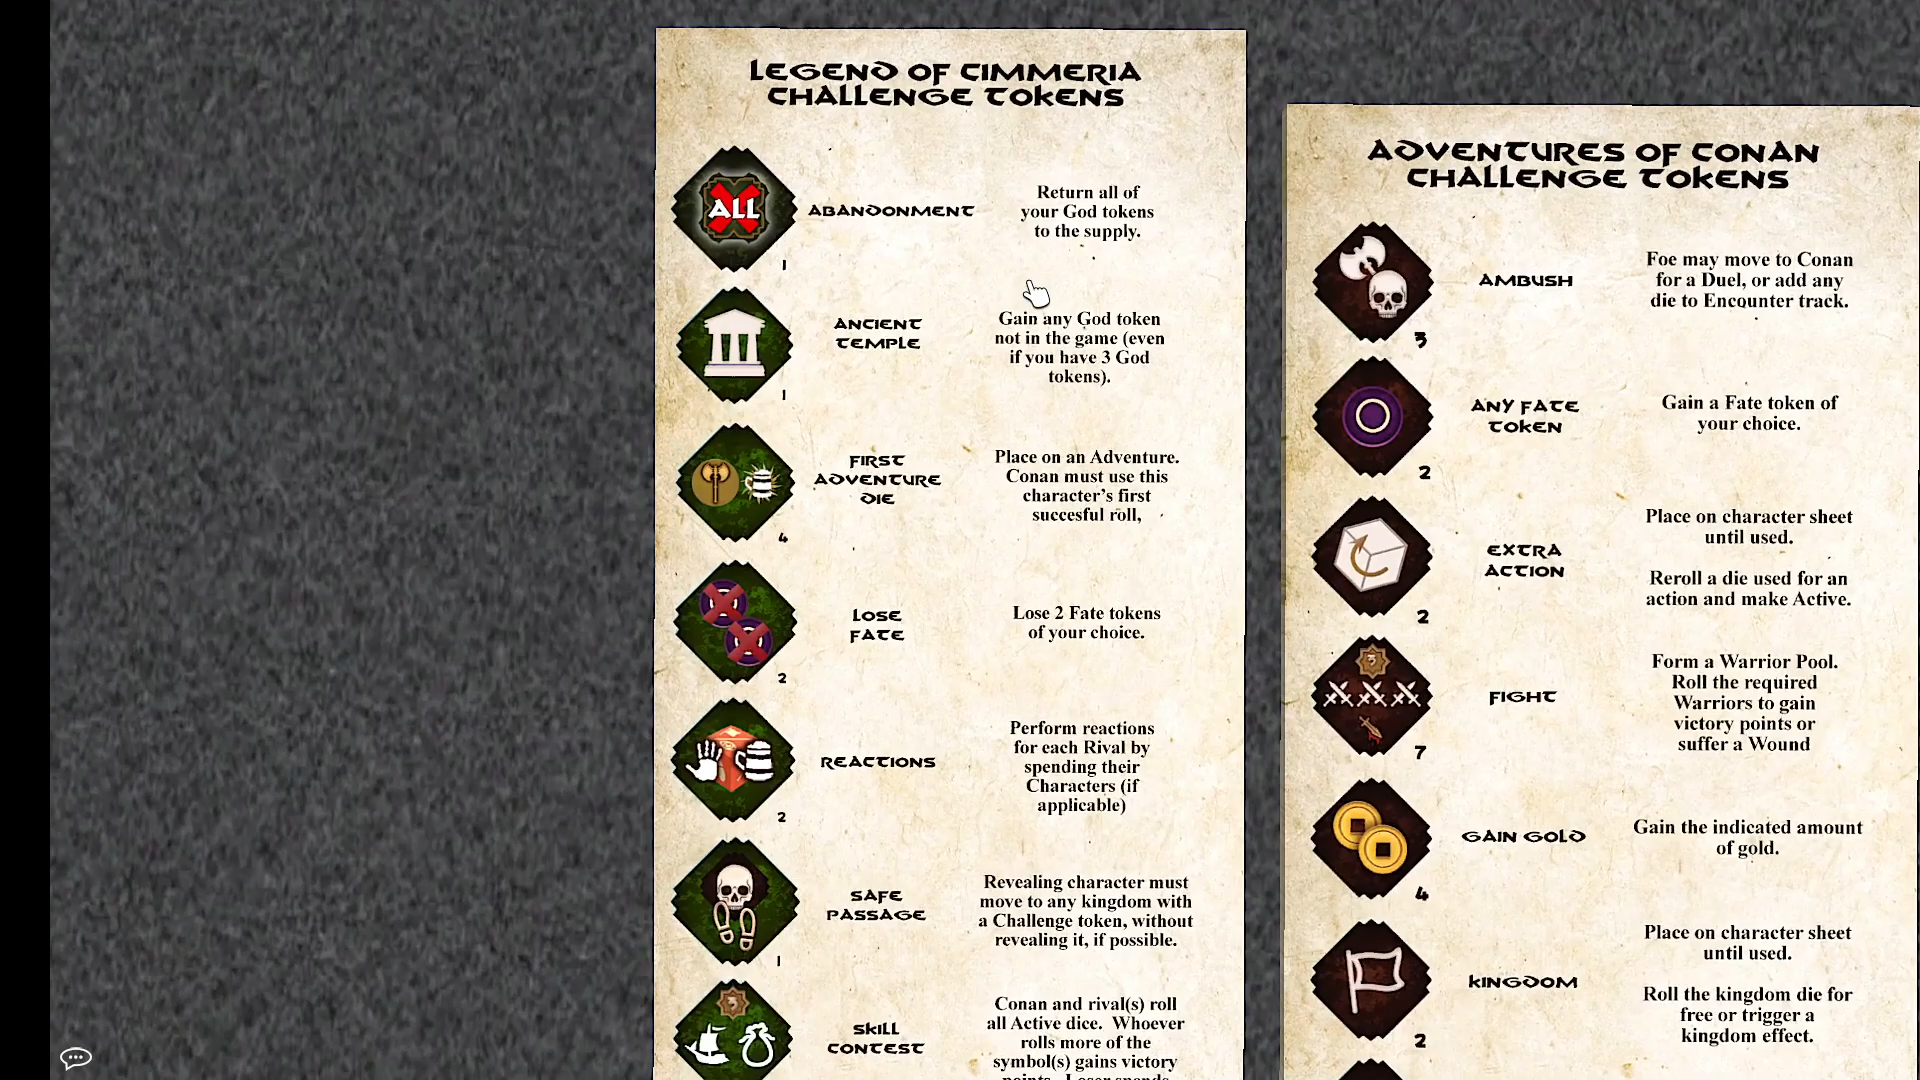 LEGEND OF CIMMERIA
CHALLENGE TOKENS
ALL
ABANDONMENT
Return all of
your God tokens
to the supply.
1
ANCIENT
TEMPLE
Gain any God token
not in the game (even
if you have 3 God
tokens).
1
FIRST
ADVENTURE
DIE
Place on an Adventure.
Conan must use this
character's first
succesful roll,
4
LOSE
FATE
Lose 2 Fate tokens
of your choice.
2
REACTIONS
Perform reactions
for each Rival by
spending their
Characters (if
applicable)
2
SAFE
PASSAGE
Revealing character must
move to any kingdom with
a Challenge token, without
revealing it, if possible.
1
3
SKILL
CONTEST
Conan and rival(s) roll
all Active dice. Whoever
rolls more of the
symbol(s) gains victory
ADVENTURES OF CONAN
CHALLENGE TOKENS
AMBUSH
Foe may move to Conan
for a Duel, or add any
die to Encounter track.
3
ANY FATE
TOKEN
Gain a Fate token of
your choice.
2
EXTRA
ACTION
Place on character sheet
until used.
Reroll a die used for an
action and make Active.
2
3
FIGHT
Form a Warrior Pool.
Roll the required
Warriors to gain
victory points or
suffer a Wound
7
GAIN GOLD
Gain the indicated amount
of gold.
4
KINGDOM
Place on character sheet
until used.
Roll the kingdom die for
free or trigger a
kingdom effect.
2